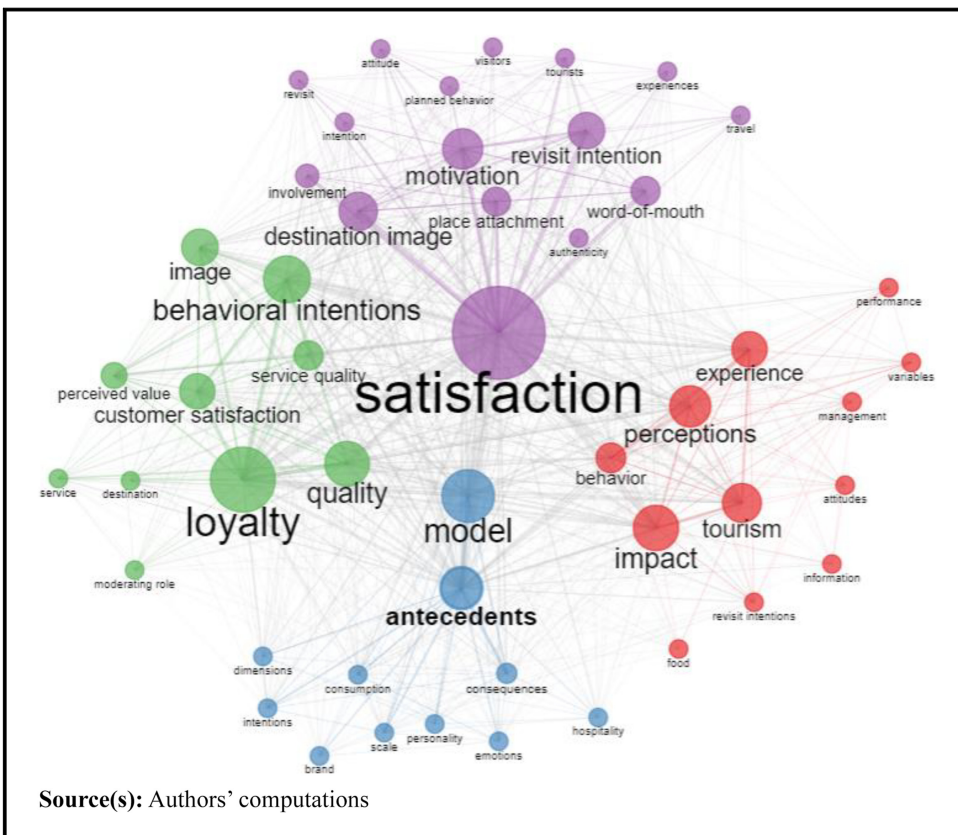 attitude
visitors
tourists
experiences
revisit
planned behavior
travel
intention
revisit intention
motivation
involvement
word-of-mouth
place attachment
destination image
authenticity
image
behavioral intentions
performance
service quality
experience
variables
perceived value
satisfaction
customer satisfaction
management
perceptions
behavior
service
destination
quality
attitudes
loyalty
model
tourism
impact
moderating role
information
antecedents
revisit intentions
food
dimensions
consumption
consequences
intentions
hospitality
personality
scale
emotions
brand
Source(s): Authors’ computations